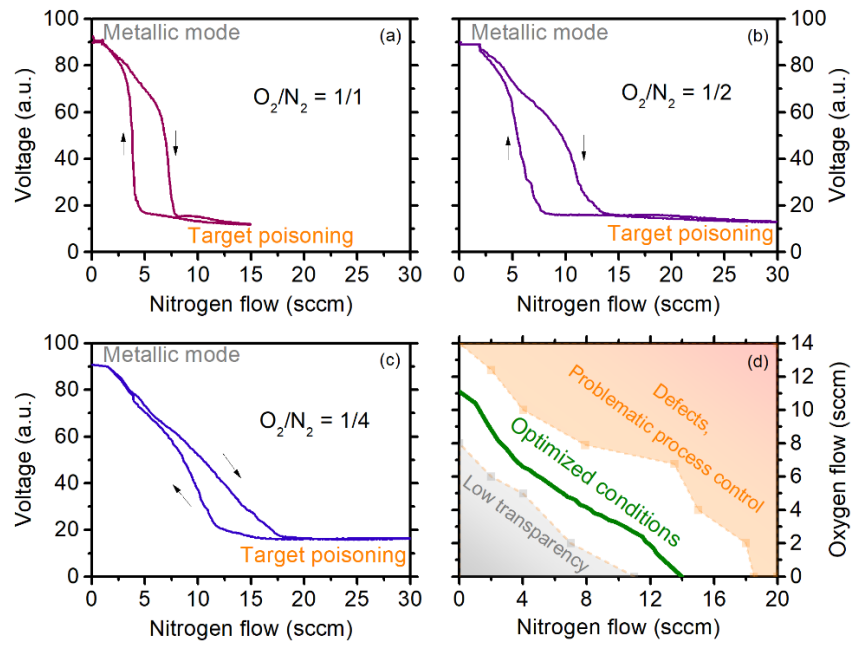 Metallic mode
(a)
O2/N2 = 1/1
Target poisoning
Voltage (a.u.)
100
80
60
40
20
0
0 5 10 15 20 25 30
Nitrogen flow (sccm)
Metallic mode
(b)
O2/N2 = 1/2
Target poisoning
Voltage (a.u.)
100
80
60
40
20
0
0 5 10 15 20 25 30
Nitrogen flow (sccm)
Metallic mode
(c)
O2/N2 = 1/4
Target poisoning
Voltage (a.u.)
100
80
60
40
20
0
0 5 10 15 20 25 30
Nitrogen flow (sccm)
(d)
Defects,
Problematic process control
Optimized conditions
Low transparency
Oxygen flow (sccm)
14
12
10
8
6
4
2
0
0 4 8 12 16 20
Nitrogen flow (sccm)